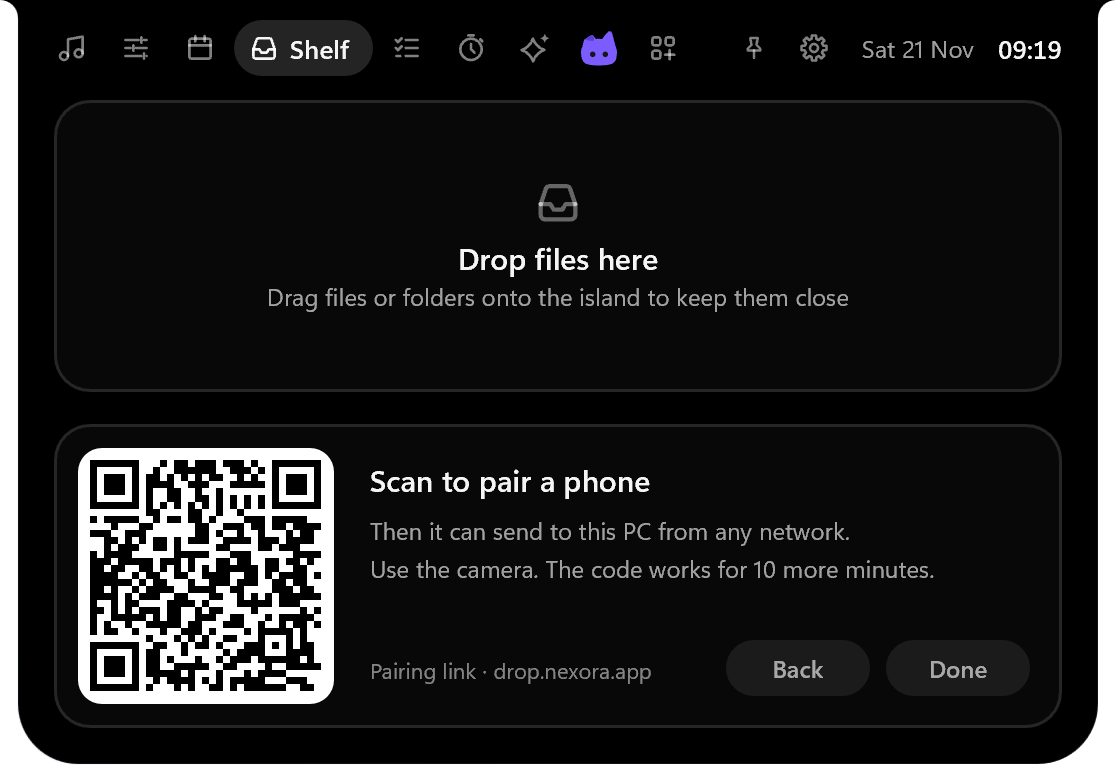 Shelf
Sat 21 Nov 09:19
Drop files here
Drag files or folders onto the island to keep them close
Scan to pair a phone
Then it can send to this PC from any network.
Use the camera. The code works for 10 more minutes.
Pairing link · drop.nexora.app
Back
Done